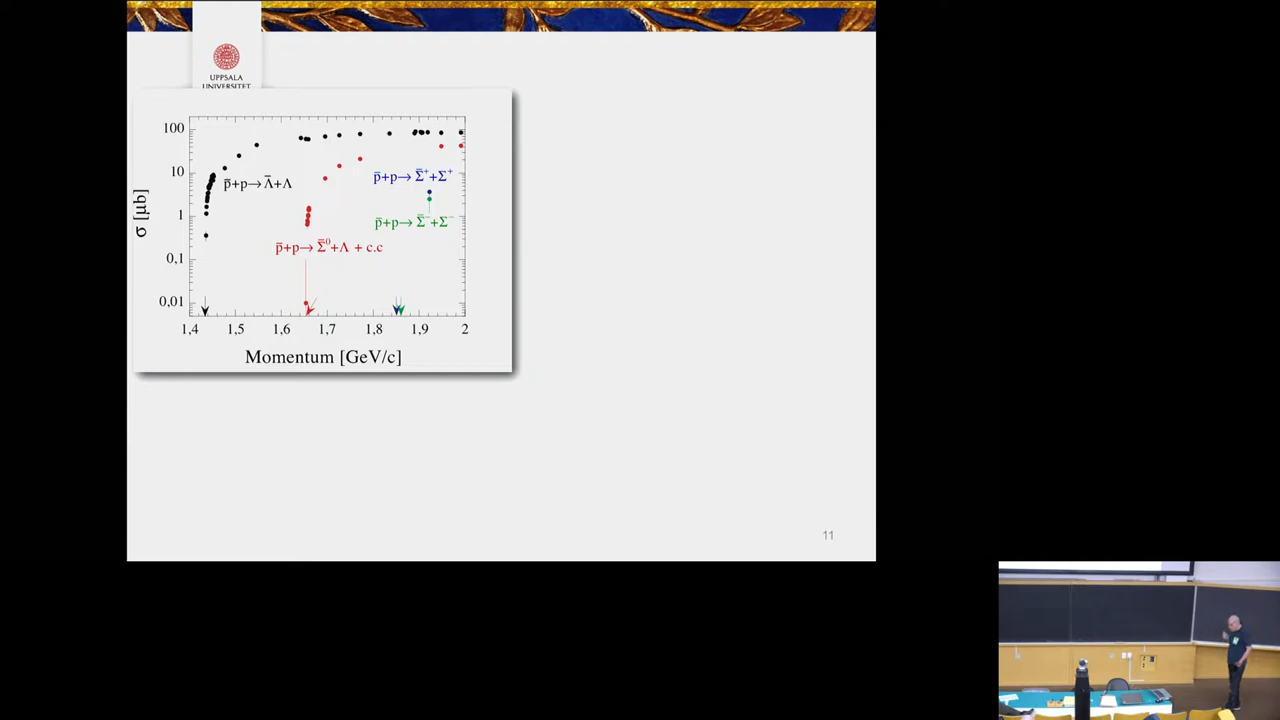 UPPSALA
UNIVERSITET
100
10
1
0,1
0,01
σ [μb]
p̄+p→ Λ̄+Λ
p̄+p→ Σ̄⁺+Σ⁺
p̄+p→ Σ̄⁻+Σ⁻
p̄+p→ Σ̄⁰+Λ + c.c
1,4 1,5 1,6 1,7 1,8 1,9 2
Momentum [GeV/c]
11